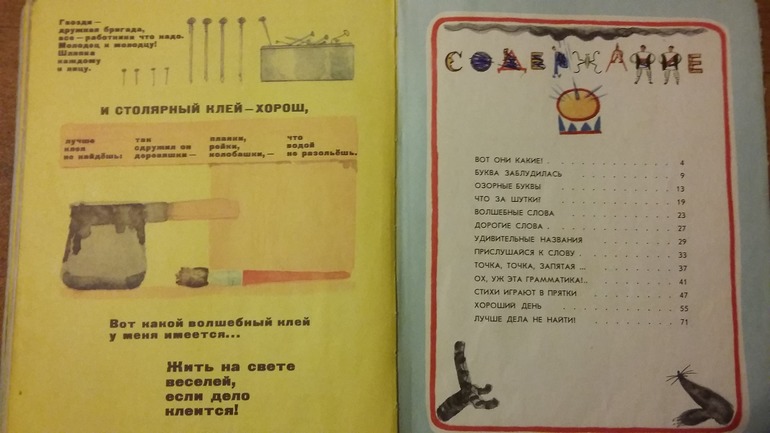 Гвозди —
дружная бригада,
все — работники что надо.
Молодец к молодцу!
Шляпка
каждому
к лицу.
И СТОЛЯРНЫЙ КЛЕЙ — ХОРОШ,
лучше
клея
не найдёшь:
так
сдружил он
деревяшки —
планки,
рейки,
колобашки, —
что
водой
не разольёшь.
Вот какой волшебный клей
у меня имеется...
Жить на свете
веселей,
если дело
клеится!
СОДЕРЖАНИЕ
ВОТ ОНИ КАКИЕ! . . . . . . . . . . 4
БУКВА ЗАБЛУДИЛАСЬ . . . . . . . . 9
ОЗОРНЫЕ БУКВЫ . . . . . . . . . . 13
ЧТО ЗА ШУТКИ? . . . . . . . . . . 19
ВОЛШЕБНЫЕ СЛОВА . . . . . . . . 23
ДОРОГИЕ СЛОВА . . . . . . . . . . 27
УДИВИТЕЛЬНЫЕ НАЗВАНИЯ . . . . . . 29
ПРИСЛУШАЙСЯ К СЛОВУ . . . . . . . 33
ТОЧКА, ТОЧКА, ЗАПЯТАЯ ... . . . . . 37
ОХ, УЖ ЭТА ГРАММАТИКА!.. . . . . . 41
СТИХИ ИГРАЮТ В ПРЯТКИ . . . . . . 47
ХОРОШИЙ ДЕНЬ . . . . . . . . . . 55
ЛУЧШЕ ДЕЛА НЕ НАЙТИ! . . . . . . . 71